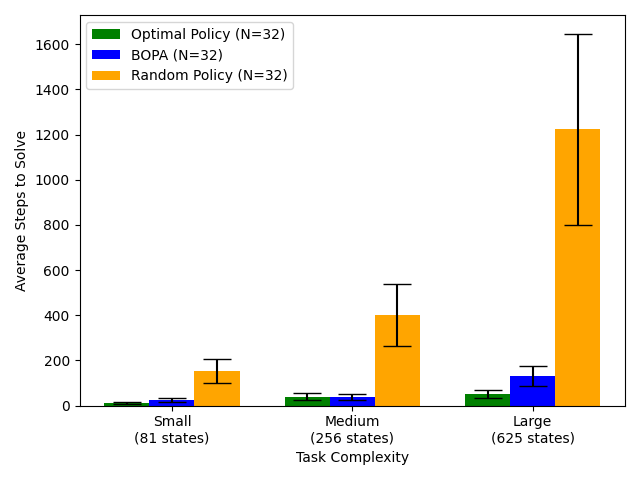 Optimal Policy (N=32)
BOPA (N=32)
Random Policy (N=32)
Average Steps to Solve
1600
1400
1200
1000
800
600
400
200
0
Small
(81 states)
Medium
(256 states)
Large
(625 states)
Task Complexity